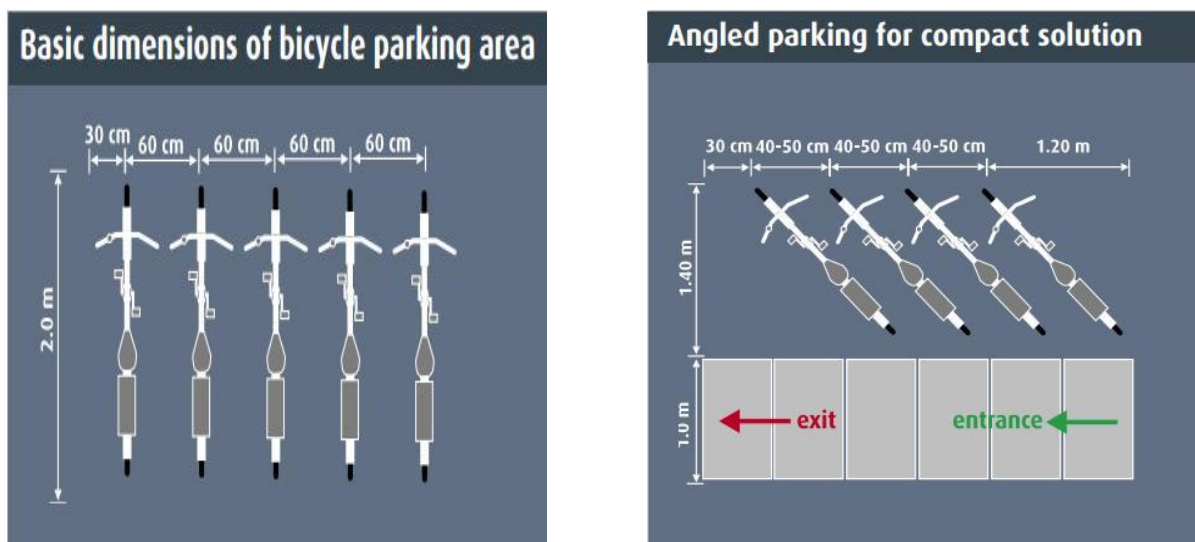 Basic dimensions of bicycle parking area
30 cm 60 cm 60 cm 60 cm 60 cm
2.0 m
Angled parking for compact solution
30 cm 40-50 cm 40-50 cm 40-50 cm 1.20 m
1.40 m
1.0 m
exit entrance